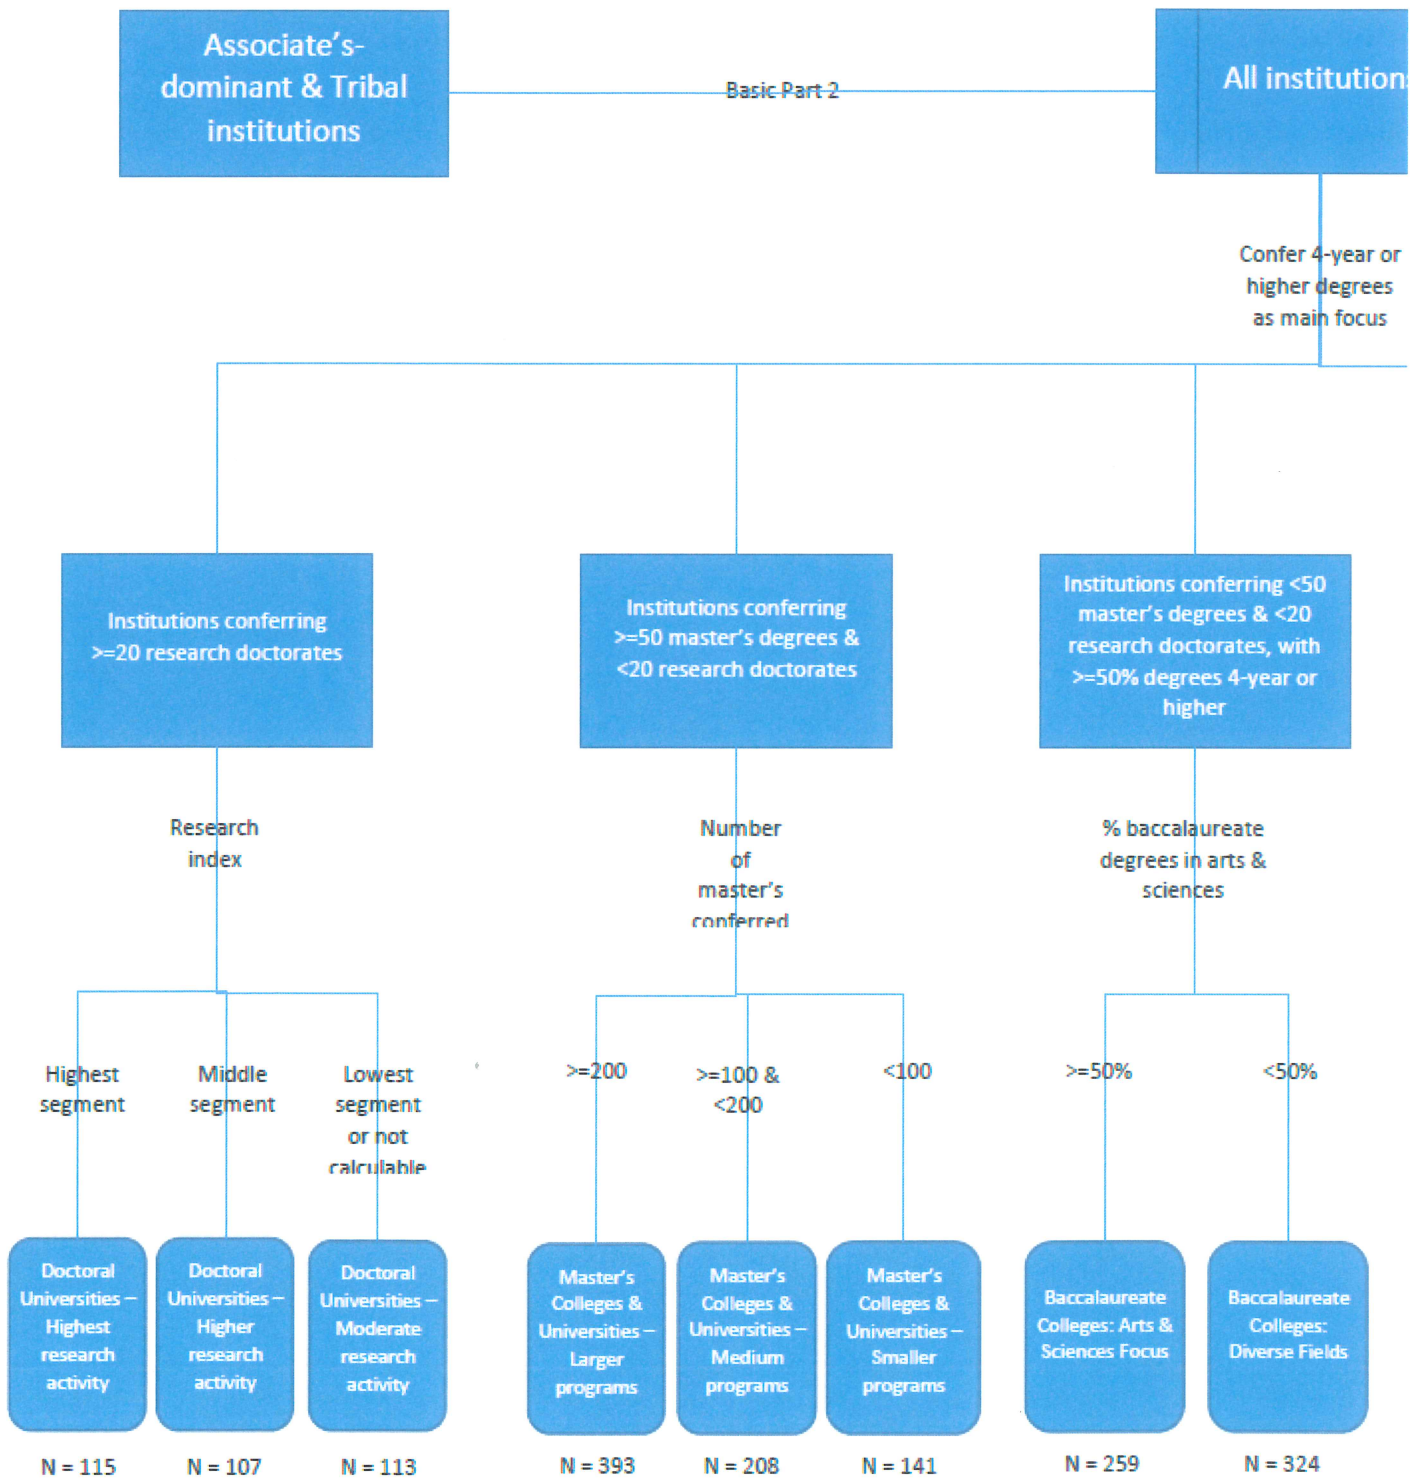 Associate's-
dominant & Tribal
institutions
Basic Part 2
All institutions
Confer 4-year or
higher degrees
as main focus
Institutions conferring
>=20 research doctorates
Institutions conferring
>=50 master's degrees &
<20 research doctorates
Institutions conferring <50
master's degrees & <20
research doctorates, with
>=50% degrees 4-year or
higher
Research
index
Number
of
master's
conferred
% baccalaureate
degrees in arts &
sciences
Highest
segment
Middle
segment
Lowest
segment
or not
calculable
>=200
>=100 &
<200
<100
>=50%
<50%
Doctoral
Universities –
Highest
research
activity
Doctoral
Universities –
Higher
research
activity
Doctoral
Universities –
Moderate
research
activity
Master's
Colleges &
Universities –
Larger
programs
Master's
Colleges &
Universities –
Medium
programs
Master's
Colleges &
Universities –
Smaller
programs
Baccalaureate
Colleges: Arts &
Sciences Focus
Baccalaureate
Colleges:
Diverse Fields
N = 115
N = 107
N = 113
N = 393
N = 208
N = 141
N = 259
N = 324